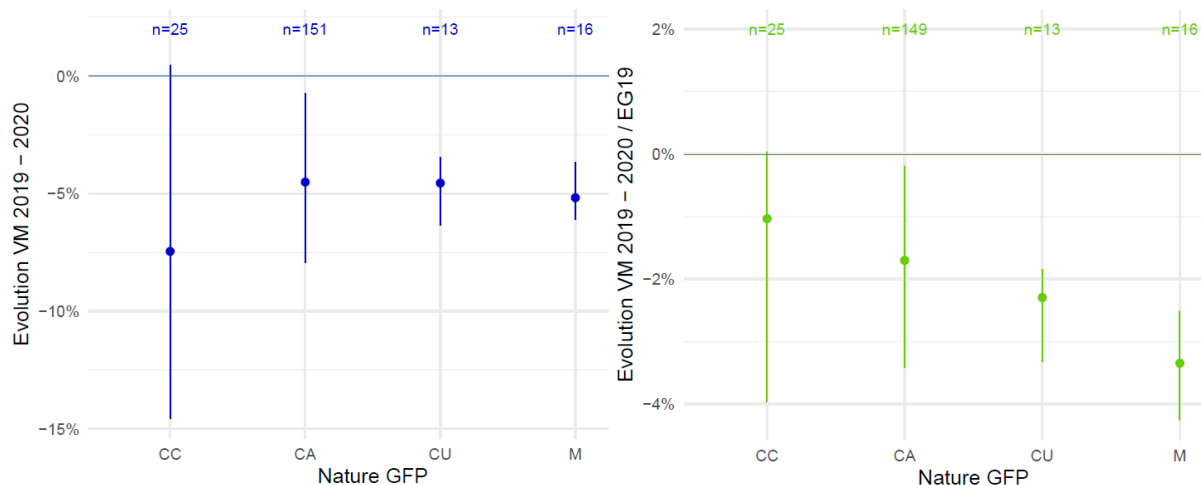 n=25 n=151 n=13 n=16
0%
−5%
−10%
−15%
Evolution VM 2019 − 2020
CC CA CU M
Nature GFP
n=25 n=149 n=13 n=16
2%
0%
−2%
−4%
Evolution VM 2019 − 2020 / EG19
CC CA CU M
Nature GFP